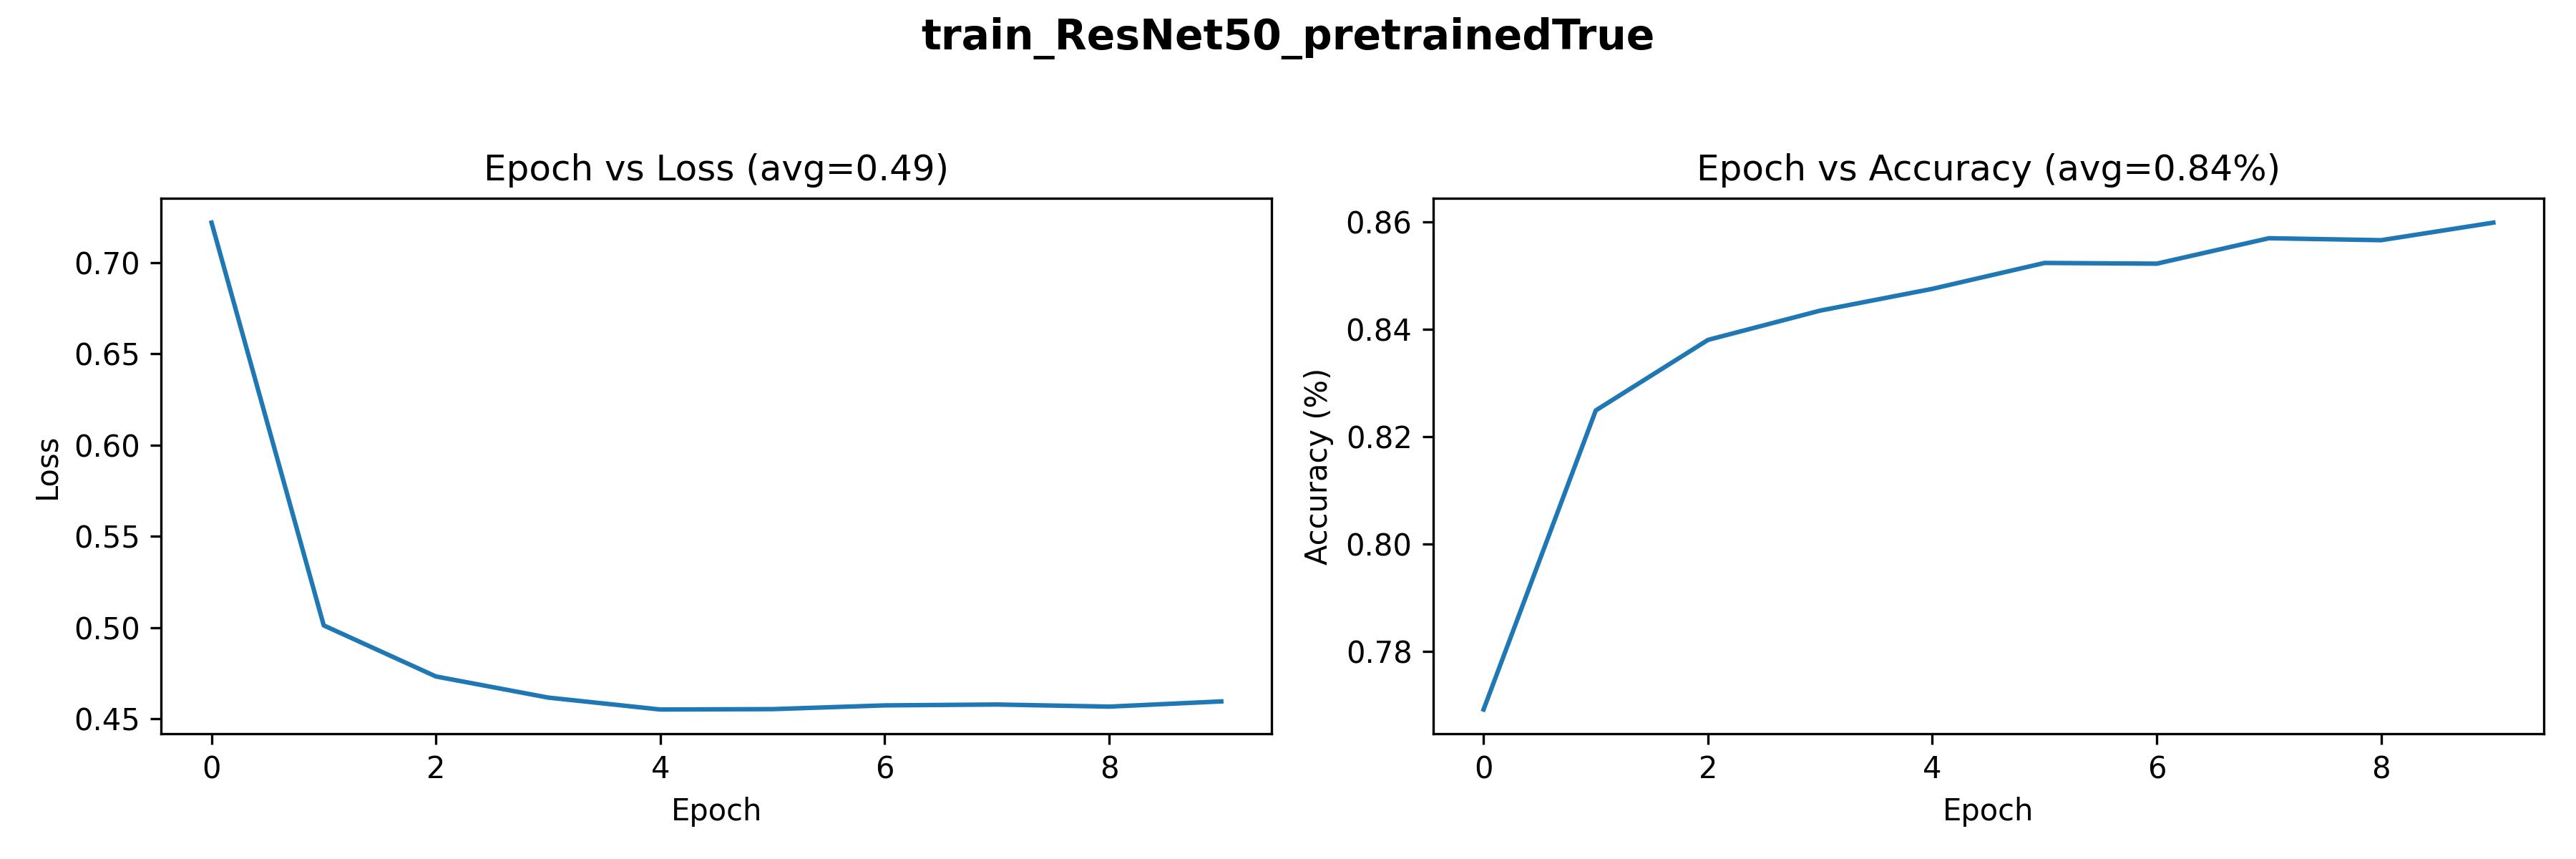 train_ResNet50_pretrainedTrue
Epoch vs Loss (avg=0.49)
Loss
0.70
0.65
0.60
0.55
0.50
0.45
0 2 4 6 8
Epoch
Epoch vs Accuracy (avg=0.84%)
Accuracy (%)
0.86
0.84
0.82
0.80
0.78
0 2 4 6 8
Epoch